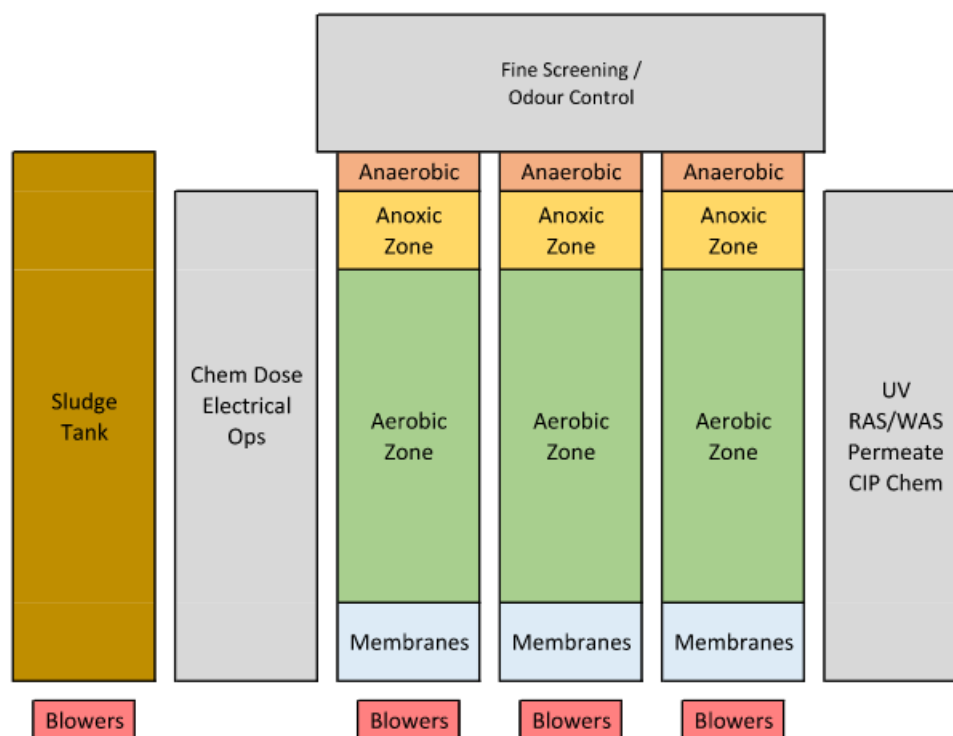 Fine Screening /
Odour Control
Anaerobic
Anaerobic
Anaerobic
Anoxic
Zone
Anoxic
Zone
Anoxic
Zone
Sludge
Tank
Chem Dose
Electrical
Ops
Aerobic
Zone
Aerobic
Zone
Aerobic
Zone
UV
RAS/WAS
Permeate
CIP Chem
Membranes
Membranes
Membranes
Blowers
Blowers
Blowers
Blowers